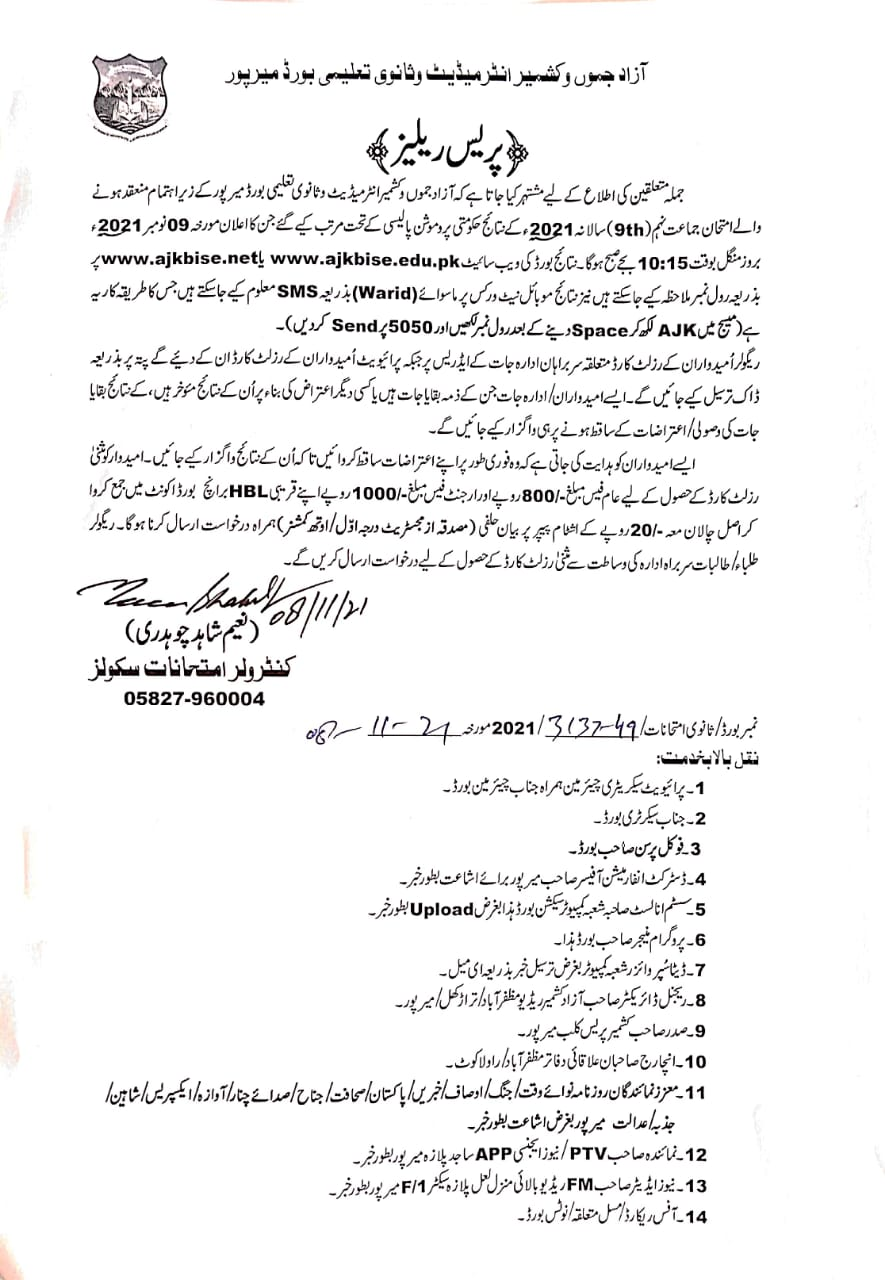 آزاد جموں و کشمیر انٹرمیڈیٹ و ثانوی تعلیمی بورڈ میرپور
﴿پریس ریلیز﴾
جملہ متعلقین کی اطلاع کے لیے مشتہر کیا جاتا ہے کہ آزاد جموں و کشمیر انٹرمیڈیٹ و ثانوی تعلیمی بورڈ میرپور کے زیر اہتمام منعقد ہونے
والے امتحان جماعت نہم (9th) سالانہ 2021ء کے نتائج حکومتی پروموشن پالیسی کے تحت مرتب کیے گئے جن کا اعلان مورخہ 09 نومبر 2021ء
بروز منگل بوقت 10:15 بجے صبح ہوگا۔ نتائج بورڈ کی ویب سائیٹ www.ajkbise.edu.pk یا www.ajkbise.net پر
بذریعہ رول نمبر ملاحظہ کیے جاسکتے ہیں نیز نتائج موبائل نیٹ ورکس پر ماسوائے (Warid) بذریعہ SMS معلوم کیے جاسکتے ہیں جس کا طریقہ کار یہ
ہے (میسج میں AJK لکھ کر Space دینے کے بعد رول نمبر لکھیں اور 5050 پر Send کردیں)۔
ریگولر اُمیدواران کے رزلٹ کارڈ متعلقہ سربراہان ادارہ جات کے ایڈریس پر جبکہ پرائیویٹ اُمیدواران کے رزلٹ کارڈ ان کے دئیے گے پتہ پر بذریعہ
ڈاک ترسیل کیے جائیں گے۔ ایسے امیدواران/ادارہ جات جن کے ذمہ بقایا جات ہیں یا کسی دیگر اعتراض کی بناء پر اُن کے نتائج مؤخر ہیں، کے نتائج بقایا
جات کی وصولی/اعتراضات کے ساقط ہونے پر ہی واگزار کیے جائیں گے۔
ایسے امیدواران کو ہدایت کی جاتی ہے کہ وہ فوری طور پر اپنے اعتراضات ساقط کروائیں تا کہ اُن کے نتائج واگزار کیے جائیں۔ امیدوار کو مثنیٰ
رزلٹ کارڈ کے حصول کے لیے عام فیس مبلغ -/800 روپے اور ارجنٹ فیس مبلغ -/1000 روپے اپنے قریبی HBL برانچ بورڈ اکونٹ میں جمع کروا
کر اصل چالان معہ -/20 روپے کے اشٹام پیپر پر بیان حلفی (مصدقہ از مجسٹریٹ درجہ اوّل/اوتھ کمشنر) ہمراہ درخواست ارسال کرنا ہوگا۔ ریگولر
طلباء/طالبات سربراہ ادارہ کی وساطت سے مثنیٰ رزلٹ کارڈ کے حصول کے لیے درخواست ارسال کریں گے۔
08/11/21
(نعیم شاہد چوہدری)
کنٹرولر امتحانات سکولز
05827-960004
نمبر بورڈ/ثانوی امتحانات/3137-49/2021 مورخہ 08-11-21
نقل بالا بخدمت:
1۔ پرائیویٹ سیکریٹری چیئرمین ہمراہ جناب چیئرمین بورڈ۔
2۔ جناب سیکرٹری بورڈ۔
3۔ فوکل پرسن صاحب بورڈ۔
4۔ ڈسٹرکٹ انفارمیشن آفیسر صاحب میرپور برائے اشاعت بطور خبر۔
5۔ سسٹم انالسٹ صاحبہ شعبہ کمپیوٹر سیکشن بورڈ ہذا بغرض Upload بطور خبر۔
6۔ پروگرام منیجر صاحب بورڈ ہذا۔
7۔ ڈیٹا سُپروائزر شعبہ کمپیوٹر بغرض ترسیل خبر بذریعہ ای میل۔
8۔ ریجنل ڈائریکٹر صاحب آزاد کشمیر ریڈیو مظفرآباد/تراڑکھل/میرپور۔
9۔ صدر صاحب کشمیر پریس کلب میرپور۔
10۔ انچارج صاحبان علاقائی دفاتر مظفرآباد/راولاکوٹ۔
11۔ معزز نمائندگان روزنامہ نوائے وقت/جنگ/اوصاف/خبریں/پاکستان/صحافت/جناح/صدائے چنار/آوازہ/ایکسپریس/شاہین/
جذبہ/عدالت میرپور بغرض اشاعت بطور خبر۔
12۔ نمائندہ صاحب PTV/نیوز ایجنسی APP ساجد پلازہ میرپور بطور خبر۔
13۔ نیوز ایڈیٹر صاحب FM ریڈیو بالائی منزل لعل پلازہ سیکٹر F/1 میرپور بطور خبر۔
14۔ آفس ریکارڈ/مسل متعلقہ/نوٹس بورڈ۔